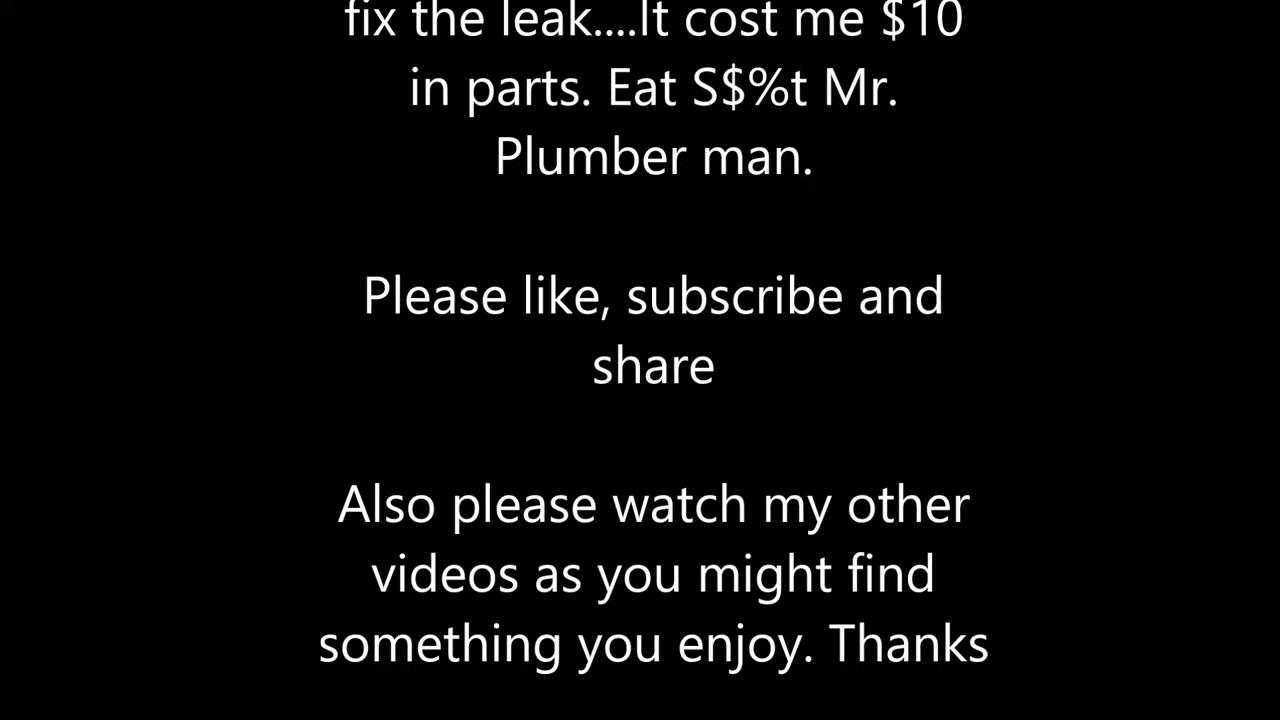 fix the leak....It cost me $10
in parts. Eat S$%t Mr.
Plumber man.
Please like, subscribe and
share
Also please watch my other
videos as you might find
something you enjoy. Thanks